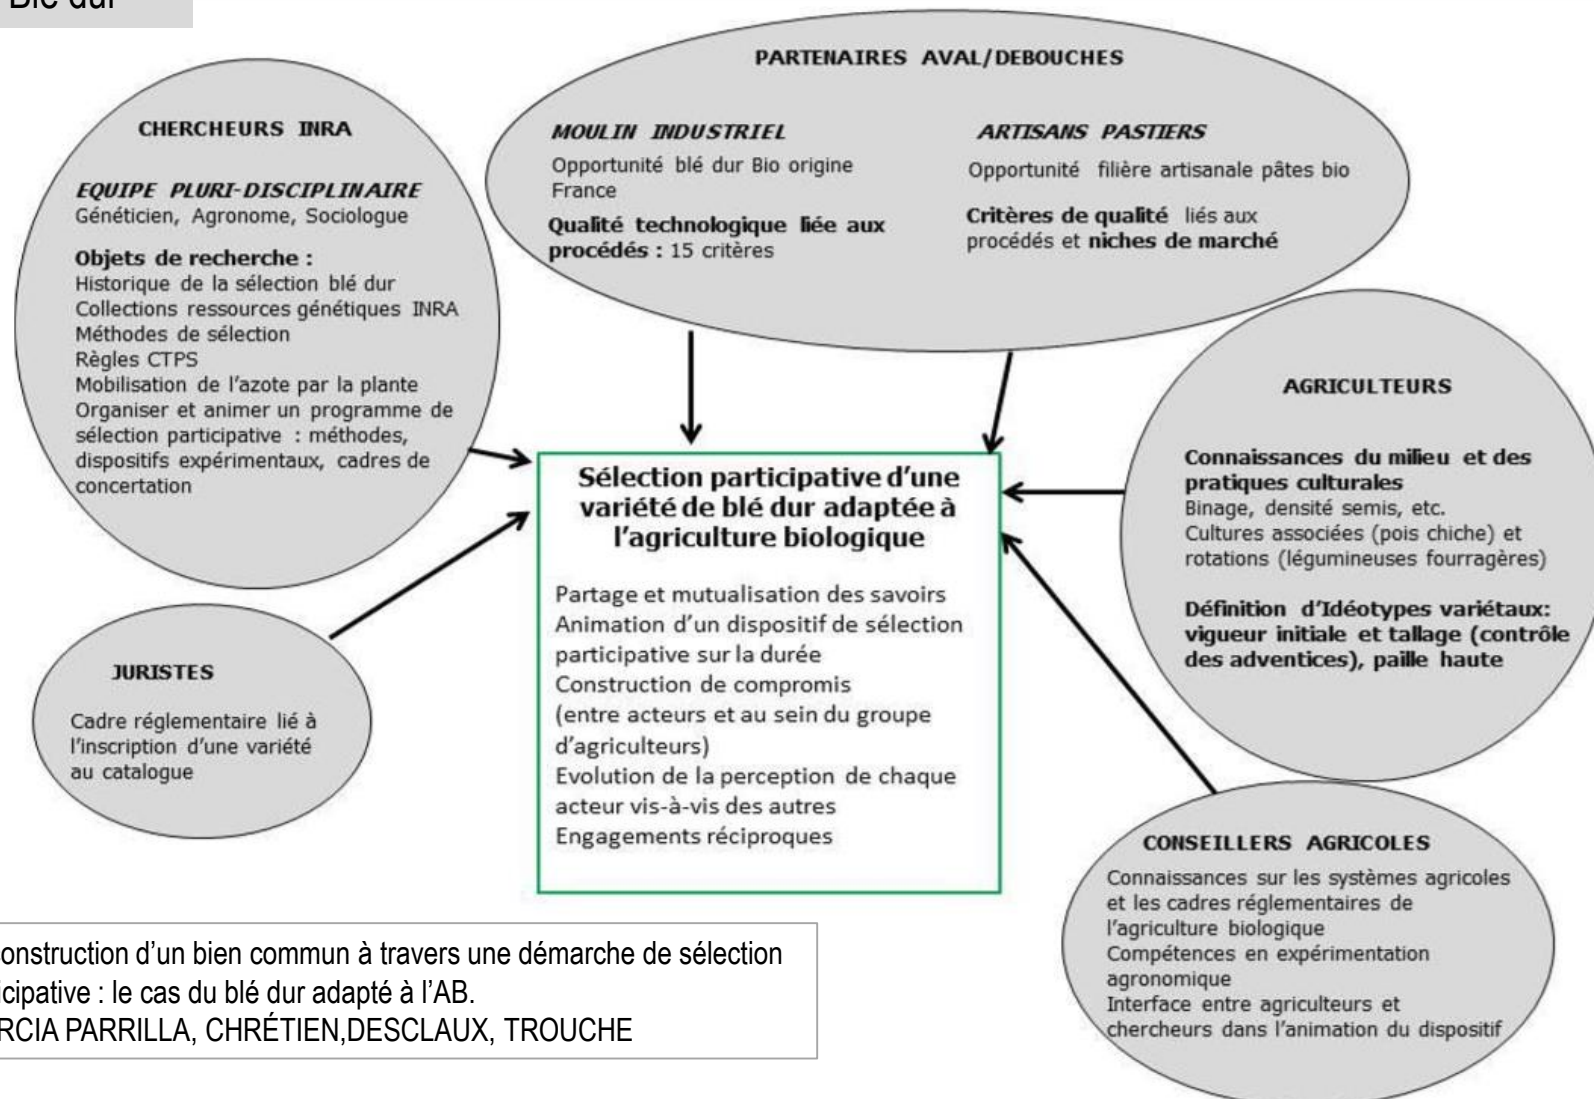 Blé dur
PARTENAIRES AVAL/DEBOUCHES
MOULIN INDUSTRIEL
Opportunité blé dur Bio origine
France
Qualité technologique liée aux
procédés : 15 critères
ARTISANS PASTIERS
Opportunité filière artisanale pâtes bio
Critères de qualité liés aux
procédés et niches de marché
CHERCHEURS INRA
EQUIPE PLURI-DISCIPLINAIRE
Généticien, Agronome, Sociologue
Objets de recherche :
Historique de la sélection blé dur
Collections ressources génétiques INRA
Méthodes de sélection
Règles CTPS
Mobilisation de l'azote par la plante
Organiser et animer un programme de
sélection participative : méthodes,
dispositifs expérimentaux, cadres de
concertation
AGRICULTEURS
Connaissances du milieu et des
pratiques culturales
Binage, densité semis, etc.
Cultures associées (pois chiche) et
rotations (légumineuses fourragères)
Définition d'Idéotypes variétaux:
vigueur initiale et tallage (contrôle
des adventices), paille haute
Sélection participative d'une
variété de blé dur adaptée à
l'agriculture biologique
Partage et mutualisation des savoirs
Animation d'un dispositif de sélection
participative sur la durée
Construction de compromis
(entre acteurs et au sein du groupe
d'agriculteurs)
Evolution de la perception de chaque
acteur vis-à-vis des autres
Engagements réciproques
JURISTES
Cadre réglementaire lié à
l'inscription d'une variété
au catalogue
CONSEILLERS AGRICOLES
Connaissances sur les systèmes agricoles
et les cadres réglementaires de
l'agriculture biologique
Compétences en expérimentation
agronomique
Interface entre agriculteurs et
chercheurs dans l'animation du dispositif
onstruction d'un bien commun à travers une démarche de sélection
icipative : le cas du blé dur adapté à l'AB.
RCIA PARRILLA, CHRÉTIEN,DESCLAUX, TROUCHE